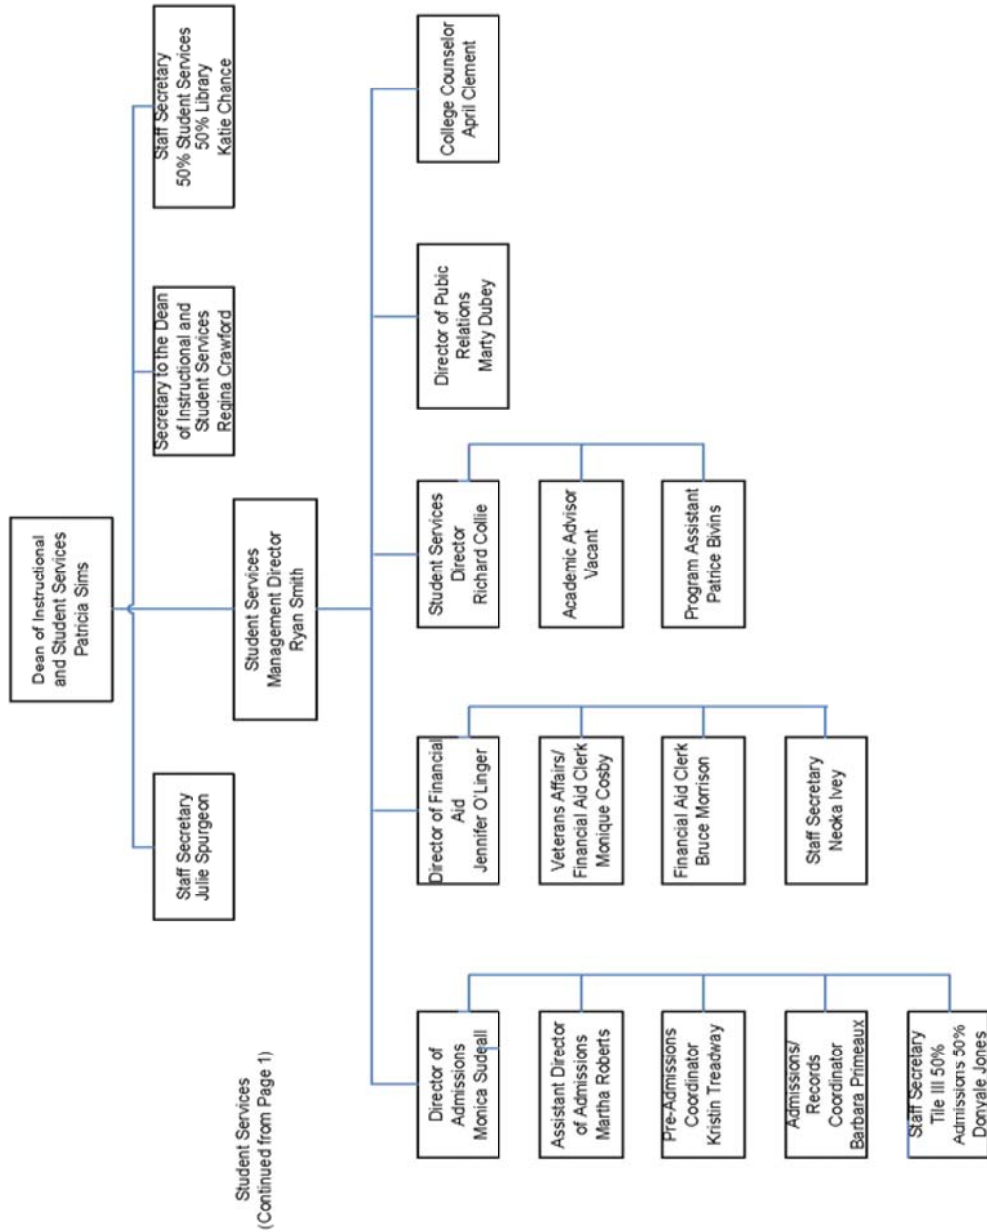 Dean of Instructional
and Student Services
Patricia Sims
Staff Secretary
Julie Spurgeon
Secretary to the Dean
of Instructional and
Student Services
Regina Crawford
Staff Secretary
50% Student Services
50% Library
Katie Chance
Student Services
(Continued from Page 1)
Student Services
Management Director
Ryan Smith
Director of
Admissions
Monica Sudeall
Assistant Director
of Admissions
Martha Roberts
Pre-Admissions
Coordinator
Kristin Treadway
Admissions/
Records
Coordinator
Barbara Primeaux
Staff Secretary
Tile III 50%
Admissions 50%
Donyale Jones
Director of Financial
Aid
Jennifer O'Linger
Veterans Affairs/
Financial Aid Clerk
Monique Cosby
Financial Aid Clerk
Bruce Morrison
Staff Secretary
Neoka Ivey
Student Services
Director
Richard Collie
Academic Advisor
Vacant
Program Assistant
Patrice Bivins
Director of Pubic
Relations
Marty Dubey
College Counselor
April Clement